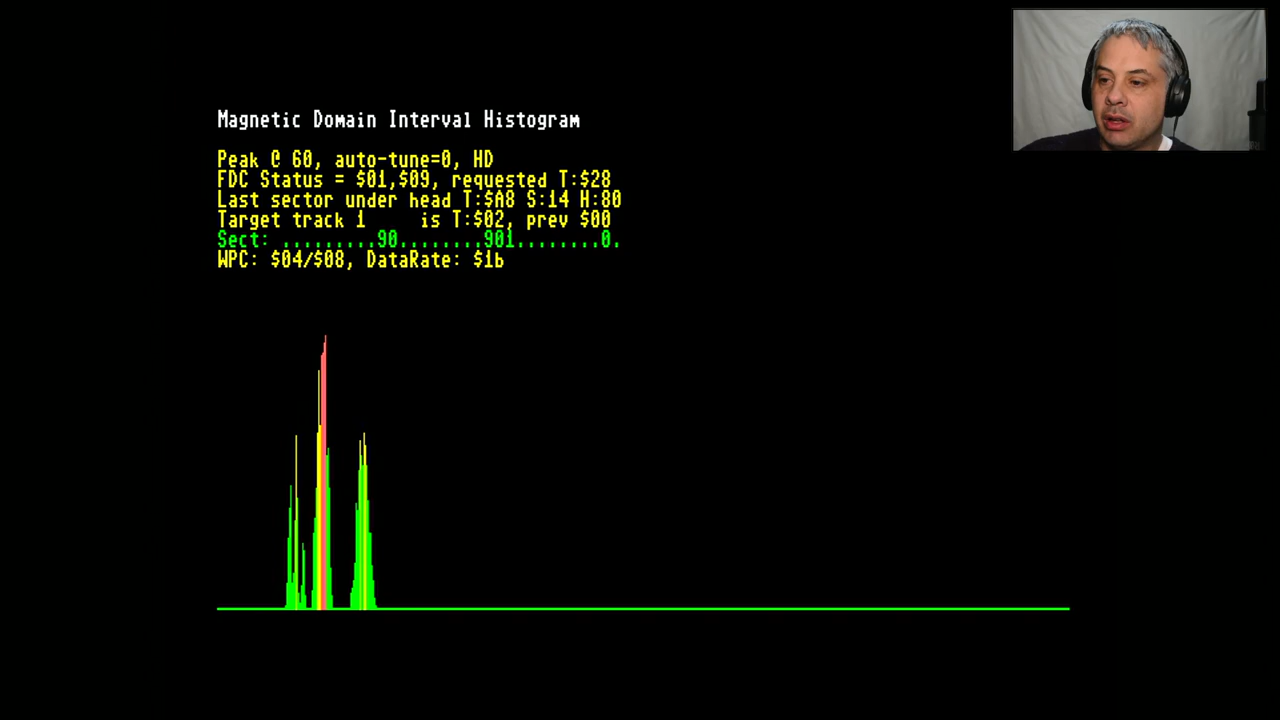 Magnetic Domain Interval Histogram
Peak @ 60, auto-tune=0, HD
FDC Status = $01,$09, requested T:$28
Last sector under head T:$A8 S:14 H:80
Target track 1     is T:$02, prev $00
Sect: .........90........901........0.
WPC: $04/$08, DataRate: $1b